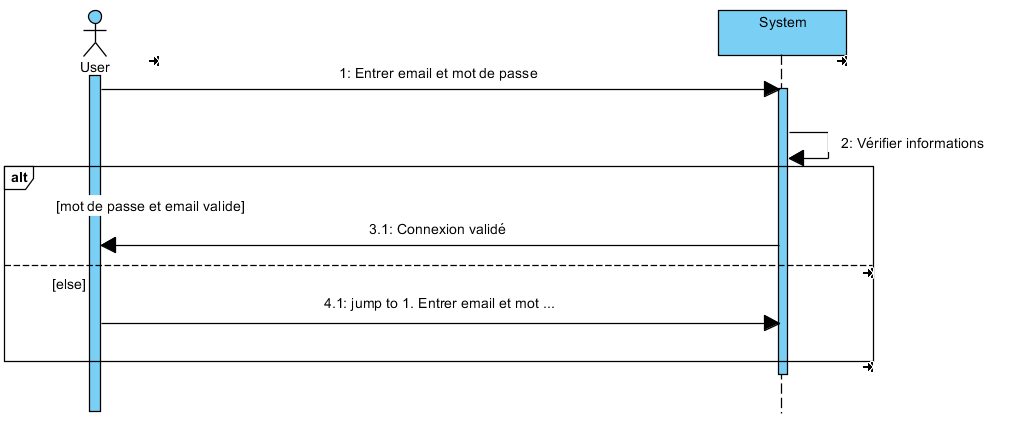 User
System
1: Entrer email et mot de passe
2: Vérifier informations
alt
[mot de passe et email valide]
3.1: Connexion validé
[else]
4.1: jump to 1. Entrer email et mot ...